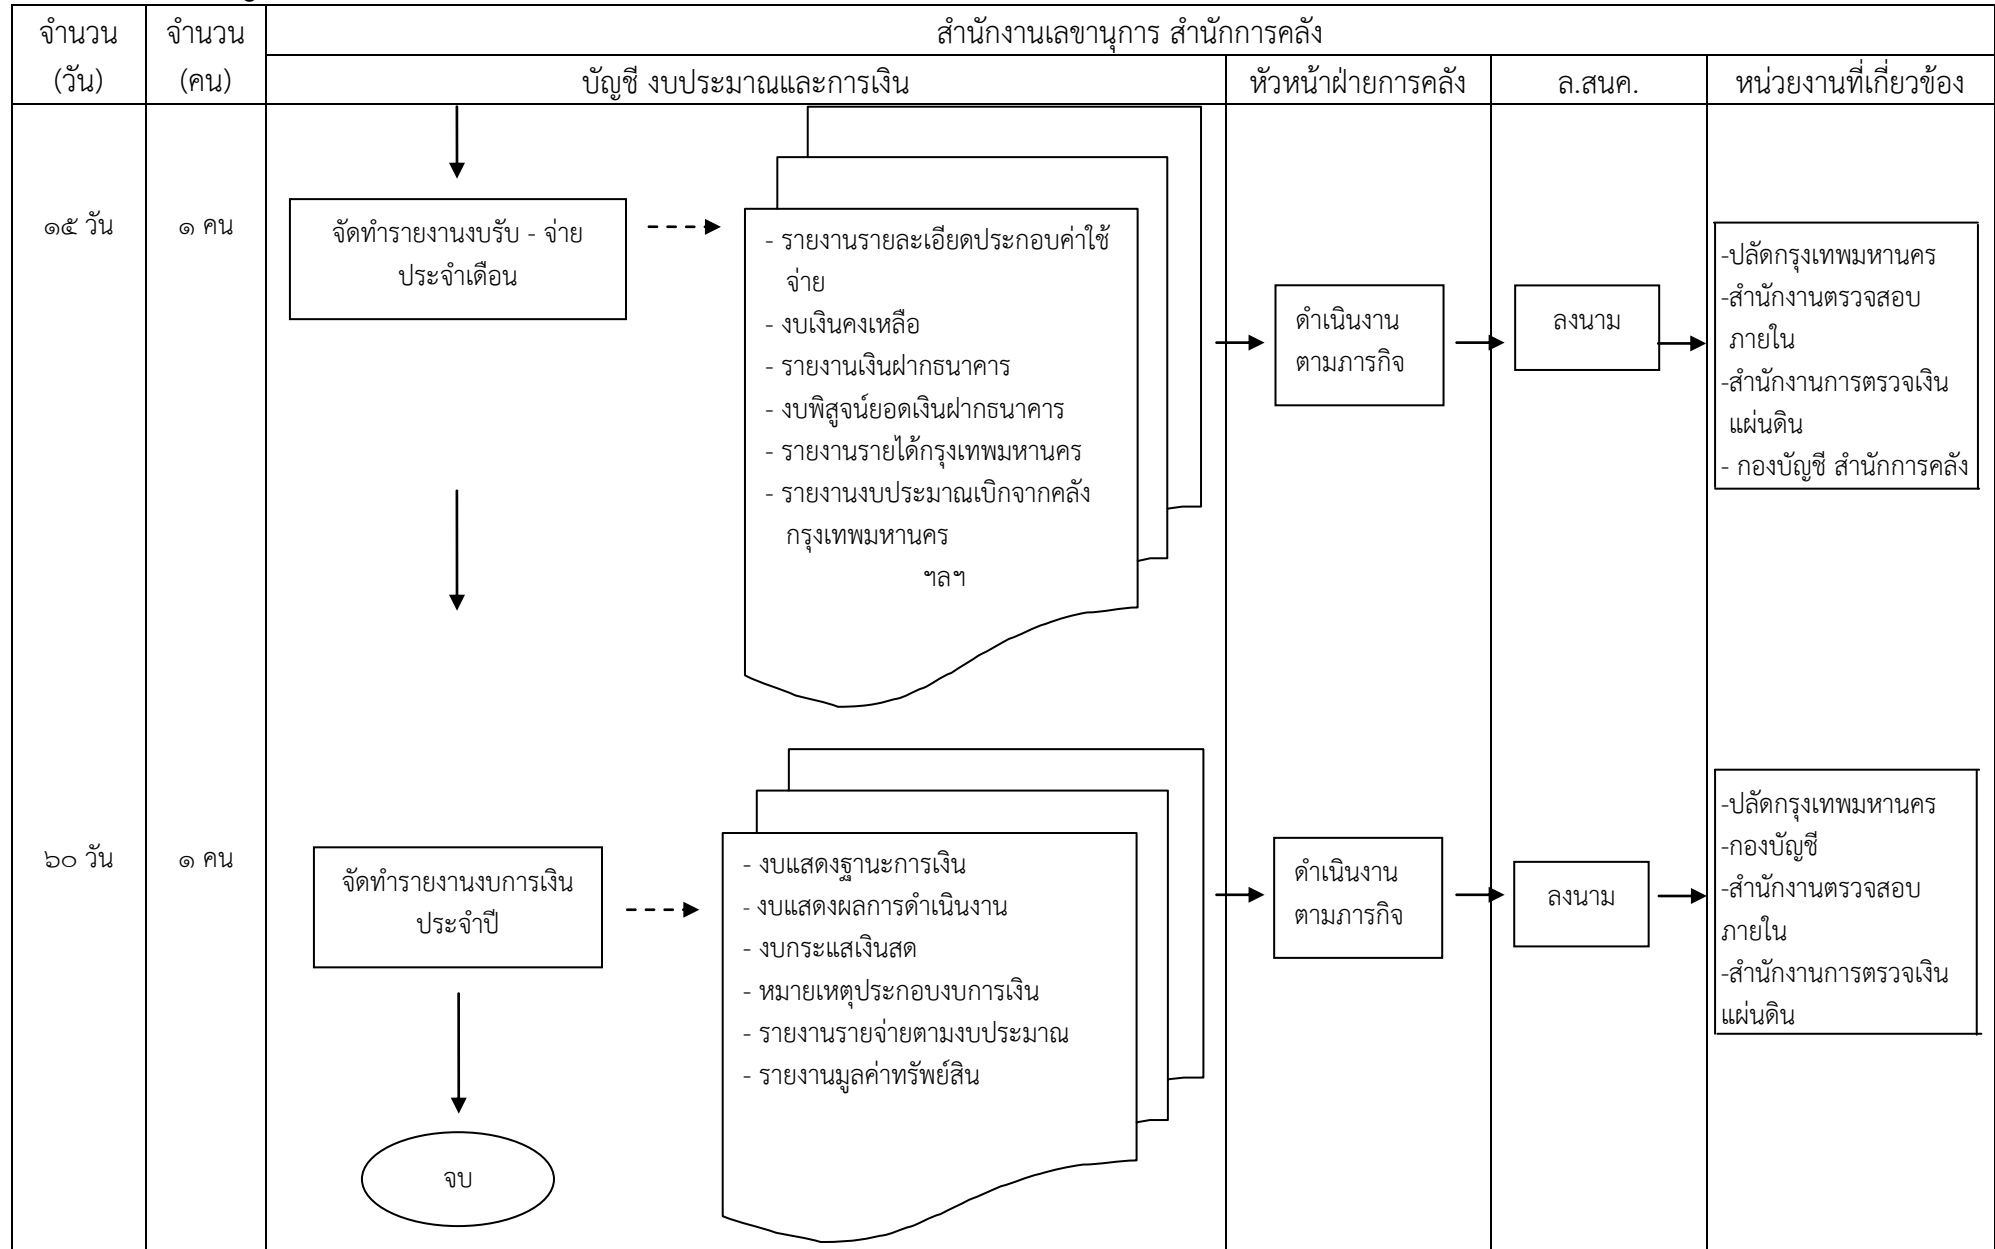 จำนวน
(วัน)
จำนวน
(คน)
สำนักงานเลขานุการ สำนักการคลัง
บัญชี งบประมาณและการเงิน
หัวหน้าฝ่ายการคลัง
ล.สนค.
หน่วยงานที่เกี่ยวข้อง
๑๕ วัน
๑ คน
จัดทำรายงานงบรับ - จ่าย
ประจำเดือน
- รายงานรายละเอียดประกอบค่าใช้
จ่าย
- งบเงินคงเหลือ
- รายงานเงินฝากธนาคาร
- งบพิสูจน์ยอดเงินฝากธนาคาร
- รายงานรายได้กรุงเทพมหานคร
- รายงานงบประมาณเบิกจากคลัง
กรุงเทพมหานคร
ฯลฯ
ดำเนินงาน
ตามภารกิจ
ลงนาม
-ปลัดกรุงเทพมหานคร
-สำนักงานตรวจสอบ
ภายใน
-สำนักงานการตรวจเงิน
แผ่นดิน
- กองบัญชี สำนักการคลัง
๖๐ วัน
๑ คน
จัดทำรายงานงบการเงิน
ประจำปี
- งบแสดงฐานะการเงิน
- งบแสดงผลการดำเนินงาน
- งบกระแสเงินสด
- หมายเหตุประกอบงบการเงิน
- รายงานรายจ่ายตามงบประมาณ
- รายงานมูลค่าทรัพย์สิน
ดำเนินงาน
ตามภารกิจ
ลงนาม
-ปลัดกรุงเทพมหานคร
-กองบัญชี
-สำนักงานตรวจสอบ
ภายใน
-สำนักงานการตรวจเงิน
แผ่นดิน
จบ